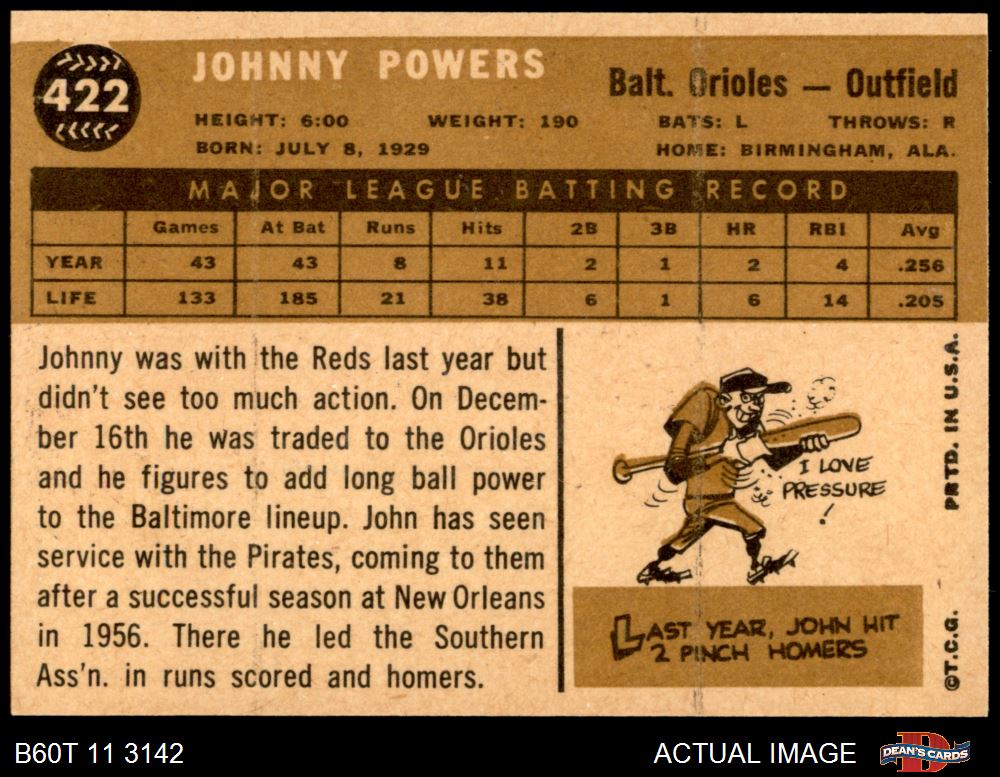 422
JOHNNY POWERS
Balt. Orioles — Outfield
HEIGHT: 6:00 WEIGHT: 190 BATS: L THROWS: R
BORN: JULY 8, 1929 HOME: BIRMINGHAM, ALA.
MAJOR LEAGUE BATTING RECORD
Games At Bat Runs Hits 2B 3B HR RBI Avg
YEAR 43 43 8 11 2 1 2 4 .256
LIFE 133 185 21 38 6 1 6 14 .205
Johnny was with the Reds last year but
didn't see too much action. On Decem-
ber 16th he was traded to the Orioles
and he figures to add long ball power
to the Baltimore lineup. John has seen
service with the Pirates, coming to them
after a successful season at New Orleans
in 1956. There he led the Southern
Ass'n. in runs scored and homers.
I LOVE
PRESSURE
!
LAST YEAR, JOHN HIT
2 PINCH HOMERS
©T.C.G. PRTD. IN U.S.A.
B60T 11 3142
ACTUAL IMAGE
DEAN'S CARDS